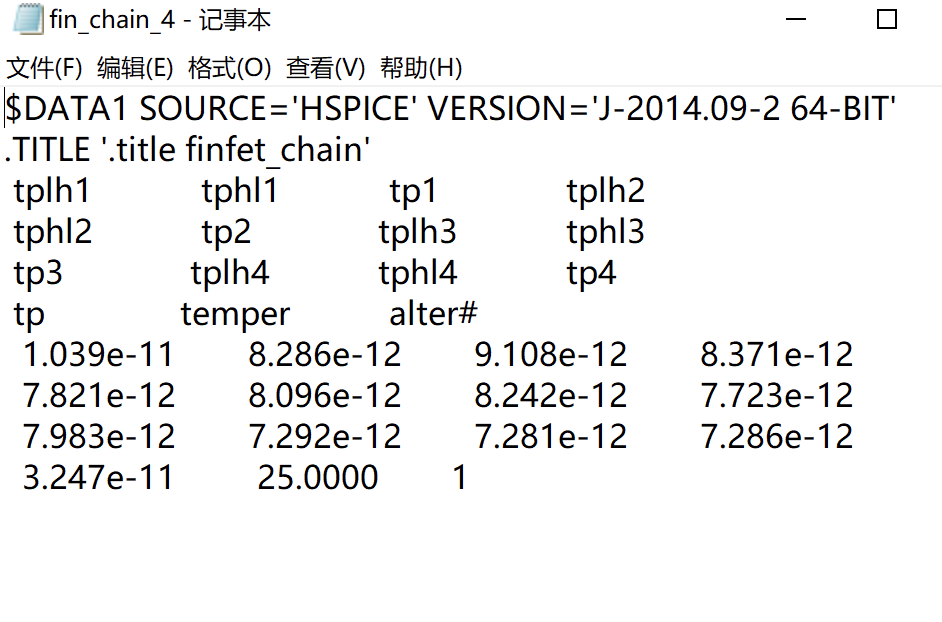 fin_chain_4 - 记事本
文件(F) 编辑(E) 格式(O) 查看(V) 帮助(H)
$DATA1 SOURCE='HSPICE' VERSION='J-2014.09-2 64-BIT'
.TITLE '.title finfet_chain'
tplh1 tphl1 tp1 tplh2
tphl2 tp2 tplh3 tphl3
tp3 tplh4 tphl4 tp4
tp temper alter#
1.039e-11 8.286e-12 9.108e-12 8.371e-12
7.821e-12 8.096e-12 8.242e-12 7.723e-12
7.983e-12 7.292e-12 7.281e-12 7.286e-12
3.247e-11 25.0000 1